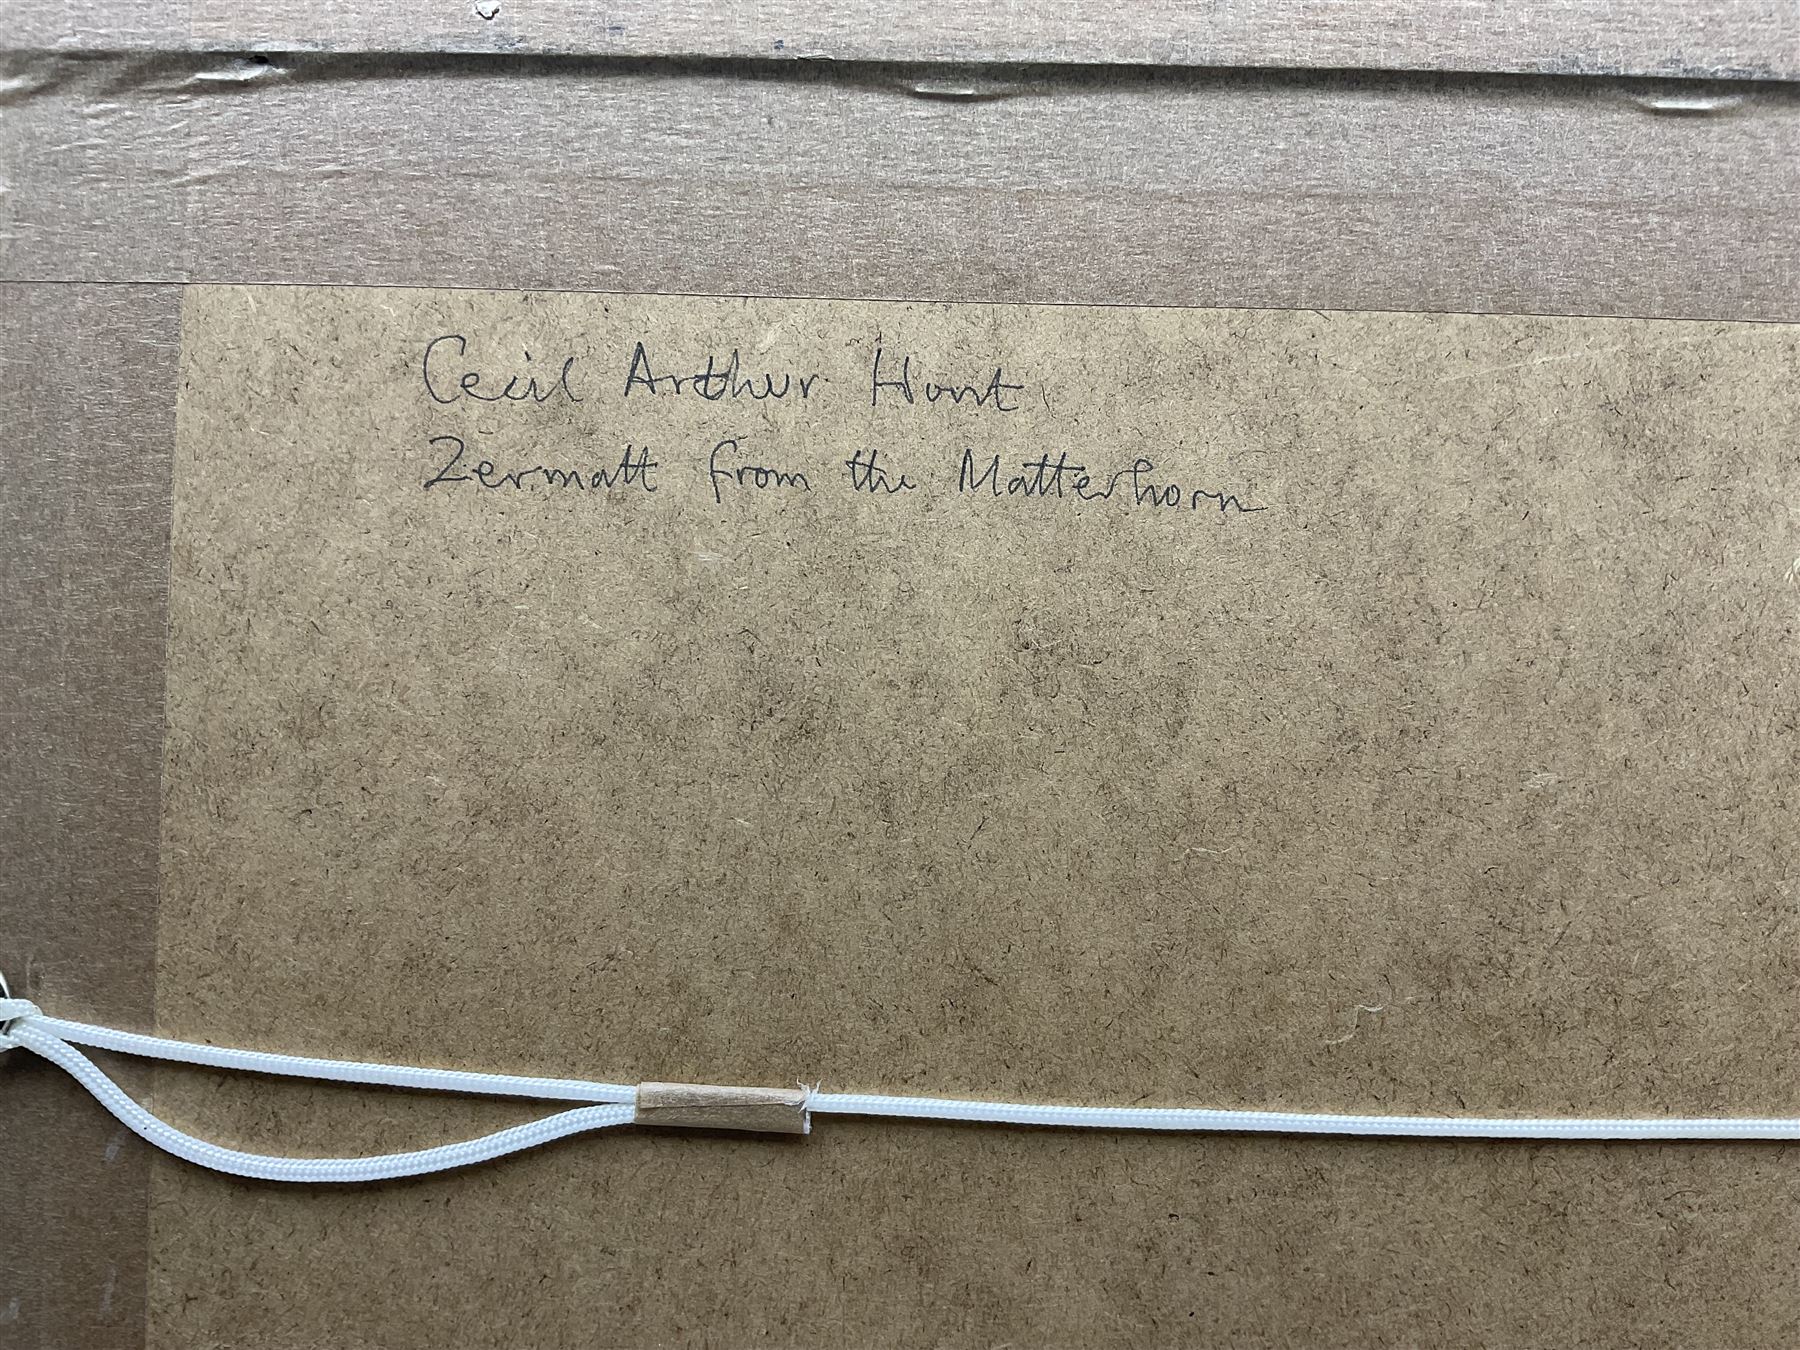 Cecil Arthur Hunt
Zermatt from the Matterhorn